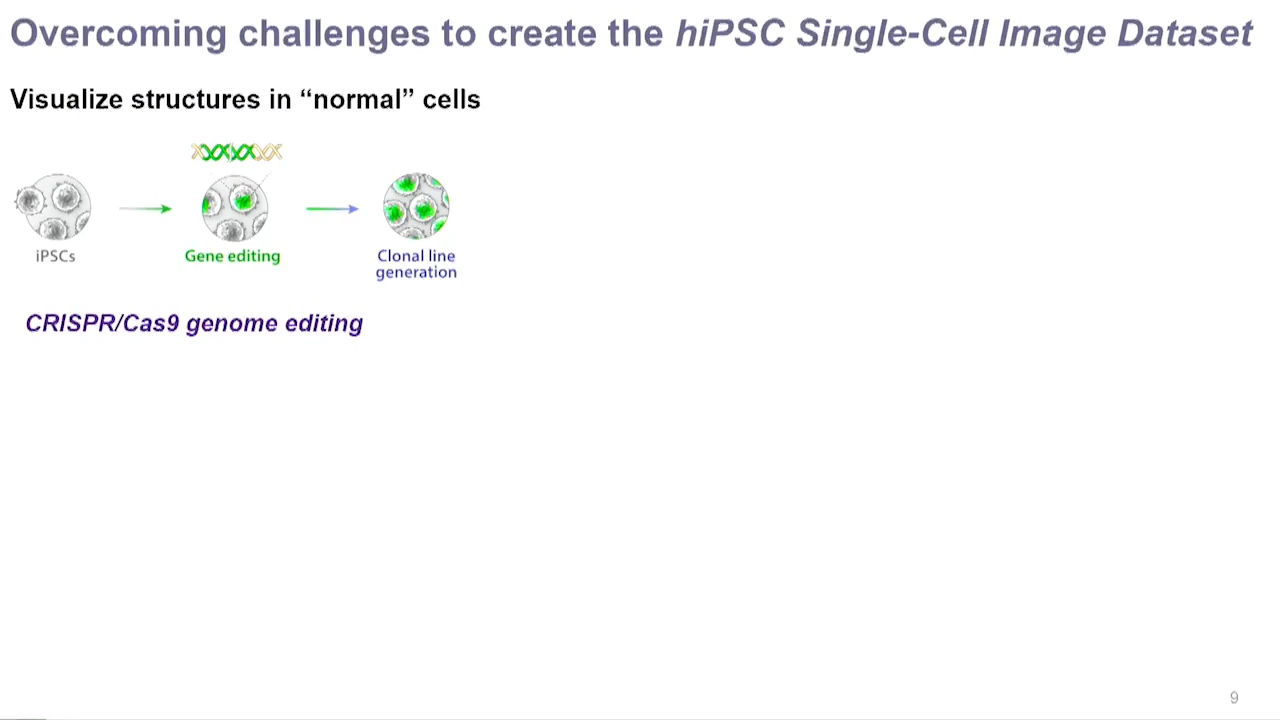 Overcoming challenges to create the hiPSC Single-Cell Image Dataset
Visualize structures in “normal” cells
iPSCs
Gene editing
Clonal line
generation
CRISPR/Cas9 genome editing
9